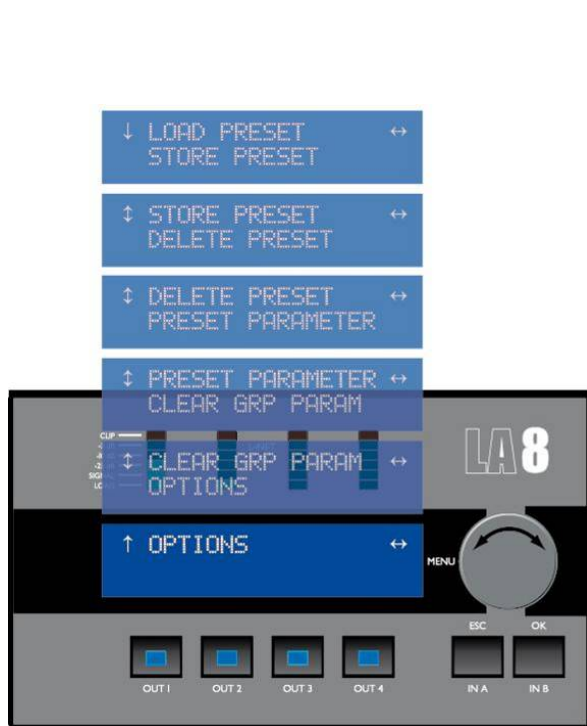 ↓ LOAD PRESET ↔
STORE PRESET
↕ STORE PRESET ↔
DELETE PRESET
↕ DELETE PRESET ↔
PRESET PARAMETER
↕ PRESET PARAMETER ↔
CLEAR GRP PARAM
CLIP
SIGNAL
↕ CLEAR GRP PARAM ↔
OPTIONS
LA8
↑ OPTIONS ↔
MENU
ESC OK
OUT 1 OUT 2 OUT 3 OUT 4 IN A IN B